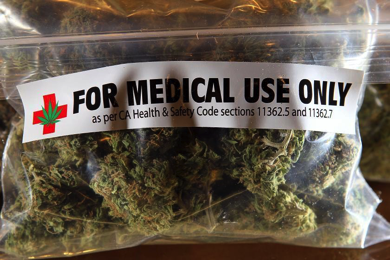 FOR MEDICAL USE ONLY
as per CA Health & Safety Code sections 11362.5 and 11362.7